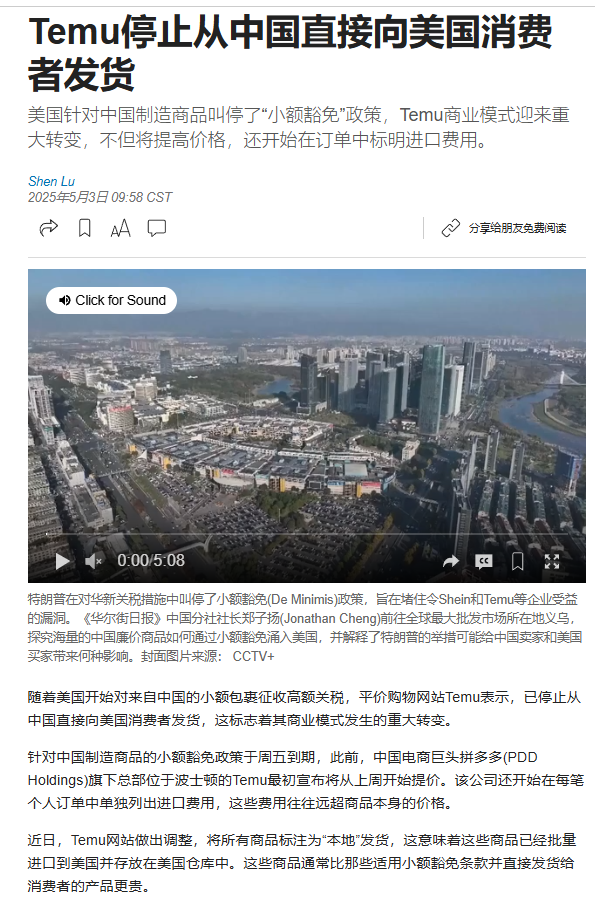 Temu停止从中国直接向美国消费
者发货
美国针对中国制造商品叫停了“小额豁免”政策，Temu商业模式迎来重
大转变，不但将提高价格，还开始在订单中标明进口费用。
Shen Lu
2025年5月3日 09:58 CST
AA
分享给朋友免费阅读
Click for Sound
0:00/5:08
CC
特朗普在对华新关税措施中叫停了小额豁免(De Minimis)政策，旨在堵住令Shein和Temu等企业受益
的漏洞。《华尔街日报》中国分社社长郑子扬(Jonathan Cheng)前往全球最大批发市场所在地义乌，
探究海量的中国廉价商品如何通过小额豁免涌入美国，并解释了特朗普的举措可能给中国卖家和美国
买家带来何种影响。封面图片来源： CCTV+
随着美国开始对来自中国的小额包裹征收高额关税，平价购物网站Temu表示，已停止从
中国直接向美国消费者发货，这标志着其商业模式发生的重大转变。
针对中国制造商品的小额豁免政策于周五到期，此前，中国电商巨头拼多多(PDD
Holdings)旗下总部位于波士顿的Temu最初宣布将从上周开始提价。该公司还开始在每笔
个人订单中单独列出进口费用，这些费用往往远超商品本身的价格。
近日，Temu网站做出调整，将所有商品标注为“本地”发货，这意味着这些商品已经批量
进口到美国并存放在美国仓库中。这些商品通常比那些适用小额豁免条款并直接发货给
消费者的产品更贵。